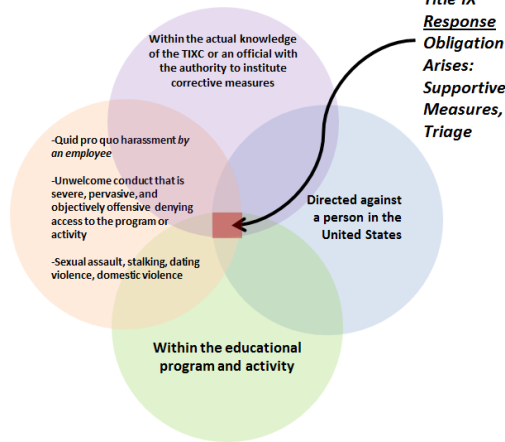 Title IX
Response
Obligation
Arises:
Supportive
Measures,
Triage
Within the actual knowledge
of the TIXC or an official with
the authority to institute
corrective measures
-Quid pro quo harassment by
an employee
-Unwelcome conduct that is
severe, pervasive, and
objectively offensive denying
access to the program or
activity
-Sexual assault, stalking, dating
violence, domestic violence
Directed against
a person in the
United States
Within the educational
program and activity